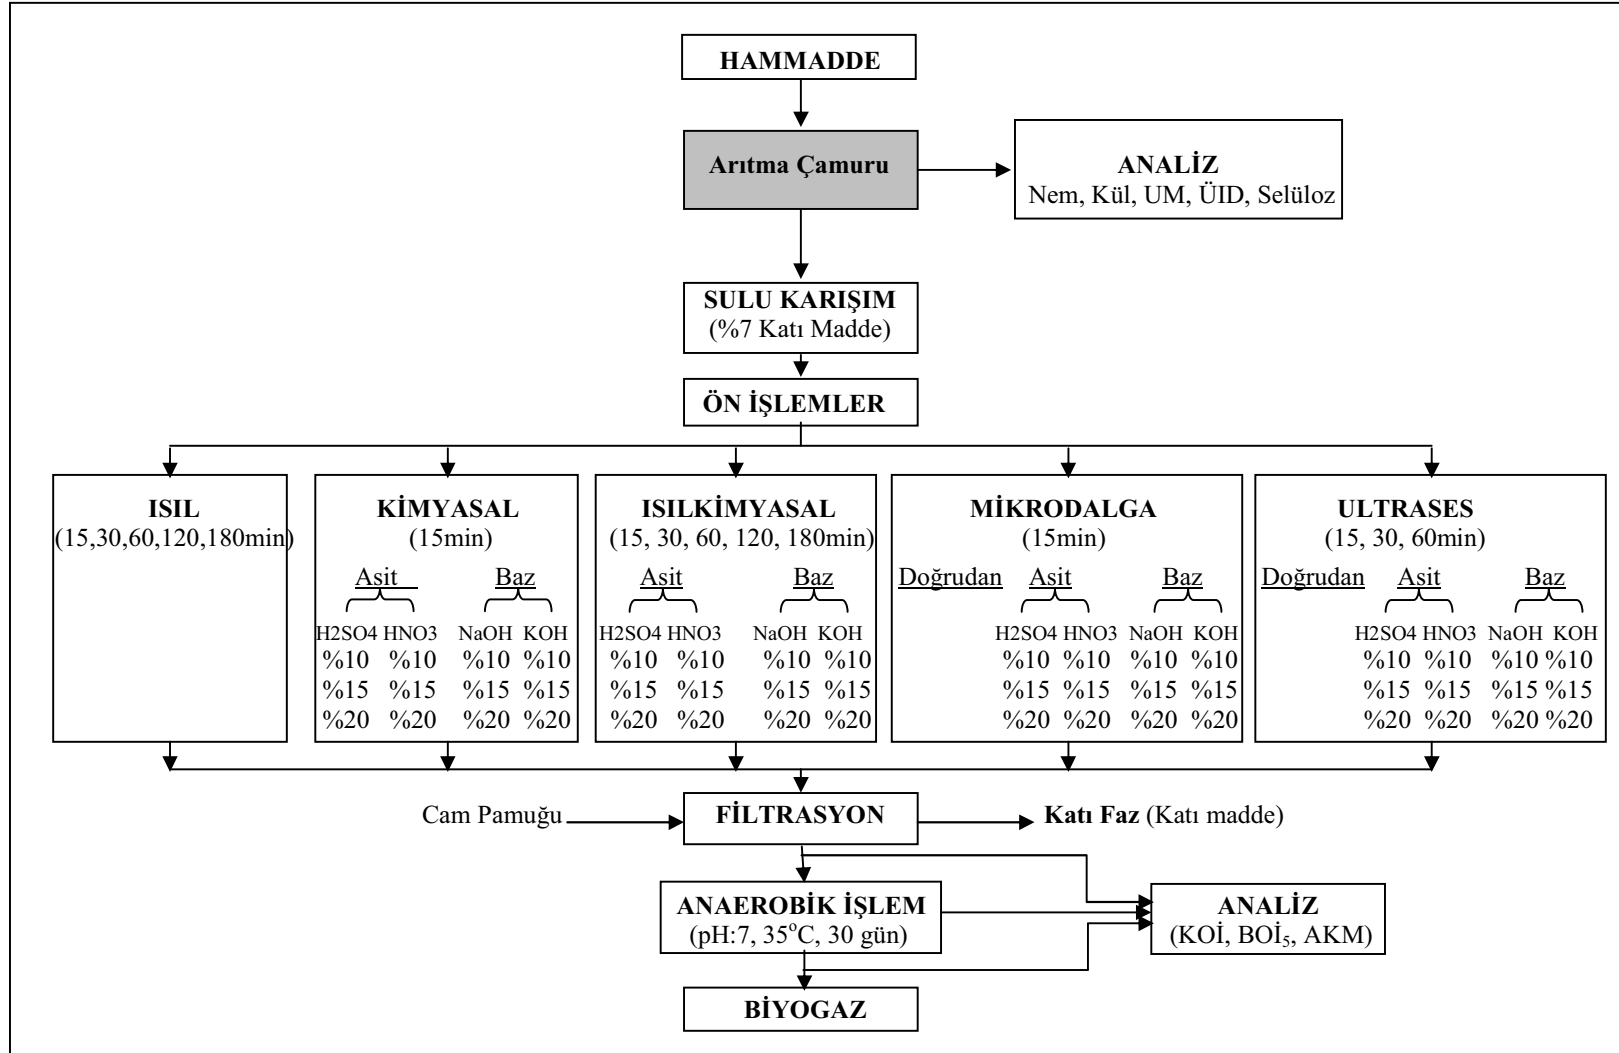 HAMMADDE
Arıtma Çamuru
ANALİZ
Nem, Kül, UM, ÜID, Selüloz
SULU KARIŞIM
(%7 Katı Madde)
ÖN İŞLEMLER
ISIL
(15,30,60,120,180min)
KİMYASAL
(15min)
Asit Baz
H2SO4 HNO3 NaOH KOH
%10 %10 %10 %10
%15 %15 %15 %15
%20 %20 %20 %20
ISILKİMYASAL
(15, 30, 60, 120, 180min)
Asit Baz
H2SO4 HNO3 NaOH KOH
%10 %10 %10 %10
%15 %15 %15 %15
%20 %20 %20 %20
MİKRODALGA
(15min)
Doğrudan Asit Baz
H2SO4 HNO3 NaOH KOH
%10 %10 %10 %10
%15 %15 %15 %15
%20 %20 %20 %20
ULTRASES
(15, 30, 60min)
Doğrudan Asit Baz
H2SO4 HNO3 NaOH KOH
%10 %10 %10 %10
%15 %15 %15 %15
%20 %20 %20 %20
Cam Pamuğu
FİLTRASYON
Katı Faz (Katı madde)
ANAEROBİK İŞLEM
(pH:7, 35°C, 30 gün)
ANALİZ
(KOİ, BOİ₅, AKM)
BİYOGAZ